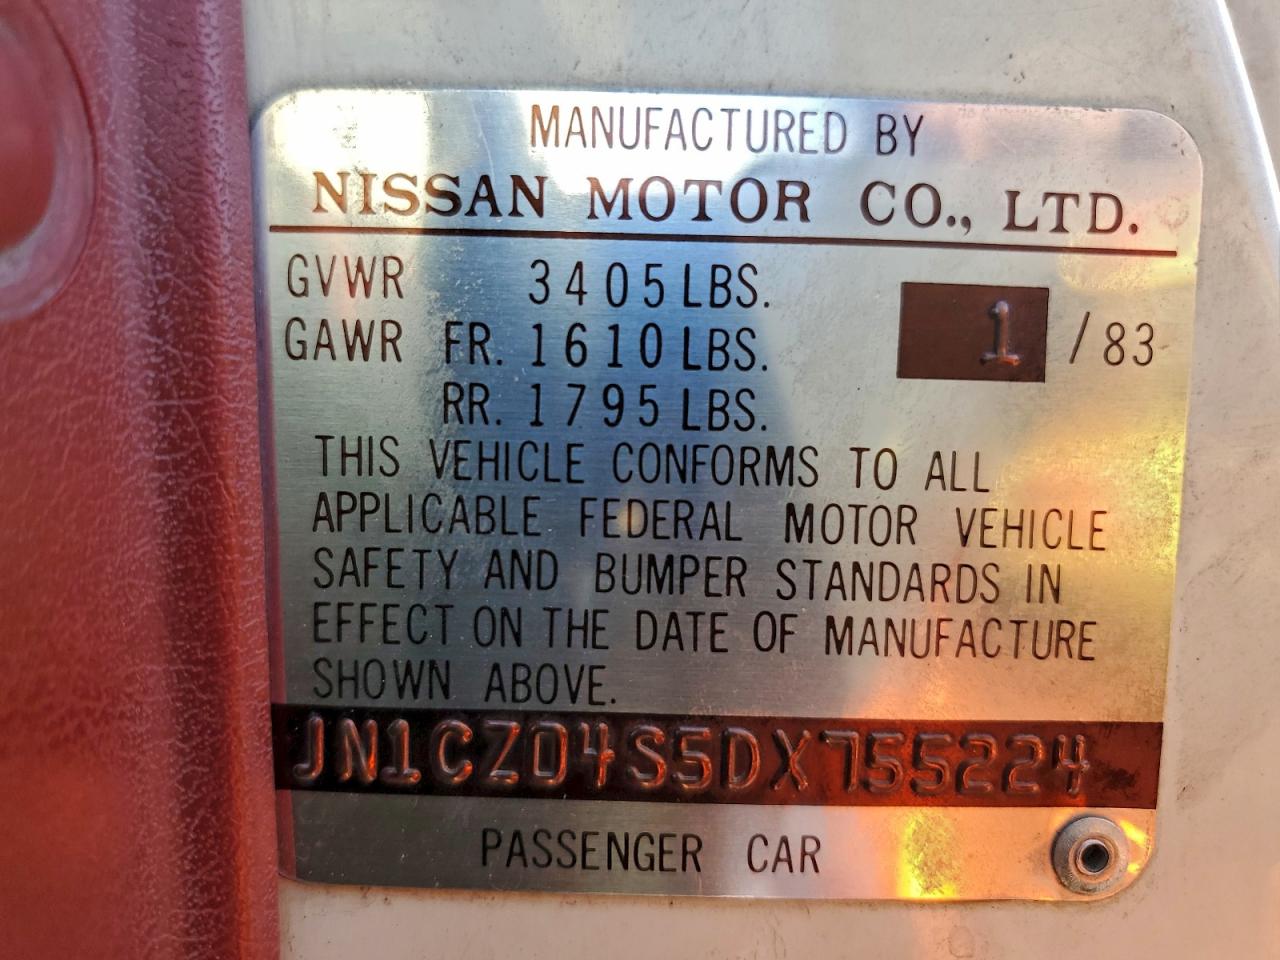 MANUFACTURED BY
NISSAN MOTOR CO., LTD.
GVWR 3405 LBS.
GAWR FR. 1610 LBS. 1 /83
RR. 1795 LBS.
THIS VEHICLE CONFORMS TO ALL
APPLICABLE FEDERAL MOTOR VEHICLE
SAFETY AND BUMPER STANDARDS IN
EFFECT ON THE DATE OF MANUFACTURE
SHOWN ABOVE.
JN1CZ04S5DX755224
PASSENGER CAR